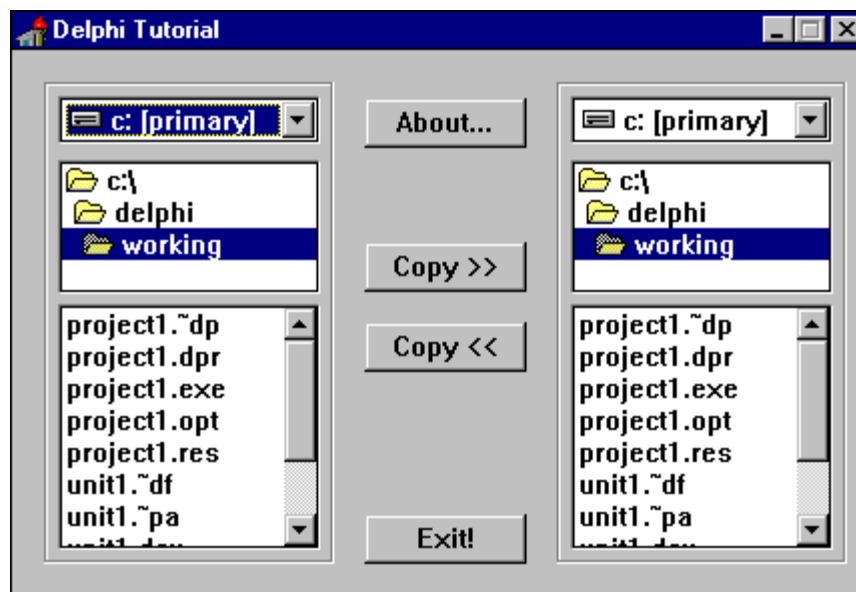 Delphi Tutorial
c: [primary]
c:\
delphi
working
project1.~dp
project1.dpr
project1.exe
project1.opt
project1.res
unit1.~df
unit1.~pa
About...
Copy >>
Copy <<
Exit!
c: [primary]
c:\
delphi
working
project1.~dp
project1.dpr
project1.exe
project1.opt
project1.res
unit1.~df
unit1.~pa